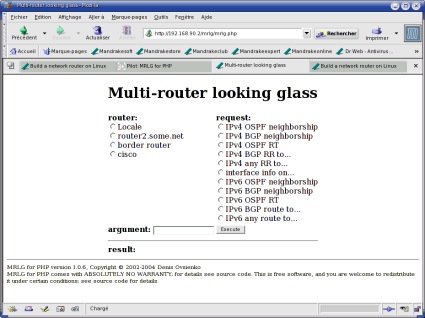 Multi-router looking glass - Mozilla
Fichier Edition Affichage Aller à Marque-pages Outils Fenêtre Aide
Précédent Actualiser Arrêter http://192.168.90.2/mrlg/mrlg.php Rechercher Imprimer
Accueil Marque-pages Mandrakesoft Mandrakestore Mandrakeclub Mandrakeexpert Mandrakeonline Dr.Web - Antivirus ...
Build a network router on Linux Pilot: MRLG for PHP Multi-router looking glass Build a network router on Linux
Multi-router looking glass
router:
Locale
router2.some.net
border router
cisco
request:
IPv4 OSPF neighborship
IPv4 BGP neighborship
IPv4 OSPF RT
IPv4 BGP RR to...
IPv4 any RR to...
interface info on...
IPv6 OSPF neighborship
IPv6 BGP neighborship
IPv6 OSPF RT
IPv6 BGP route to...
IPv6 any route to...
argument: Execute
result:
MRLG for PHP version 1.0.6, Copyright © 2002-2004 Denis Ovsienko
MRLG for PHP comes with ABSOLUTELY NO WARRANTY; for details see source code. This is free software, and you are welcome to redistribute
it under certain conditions; see source code for details
Chargé